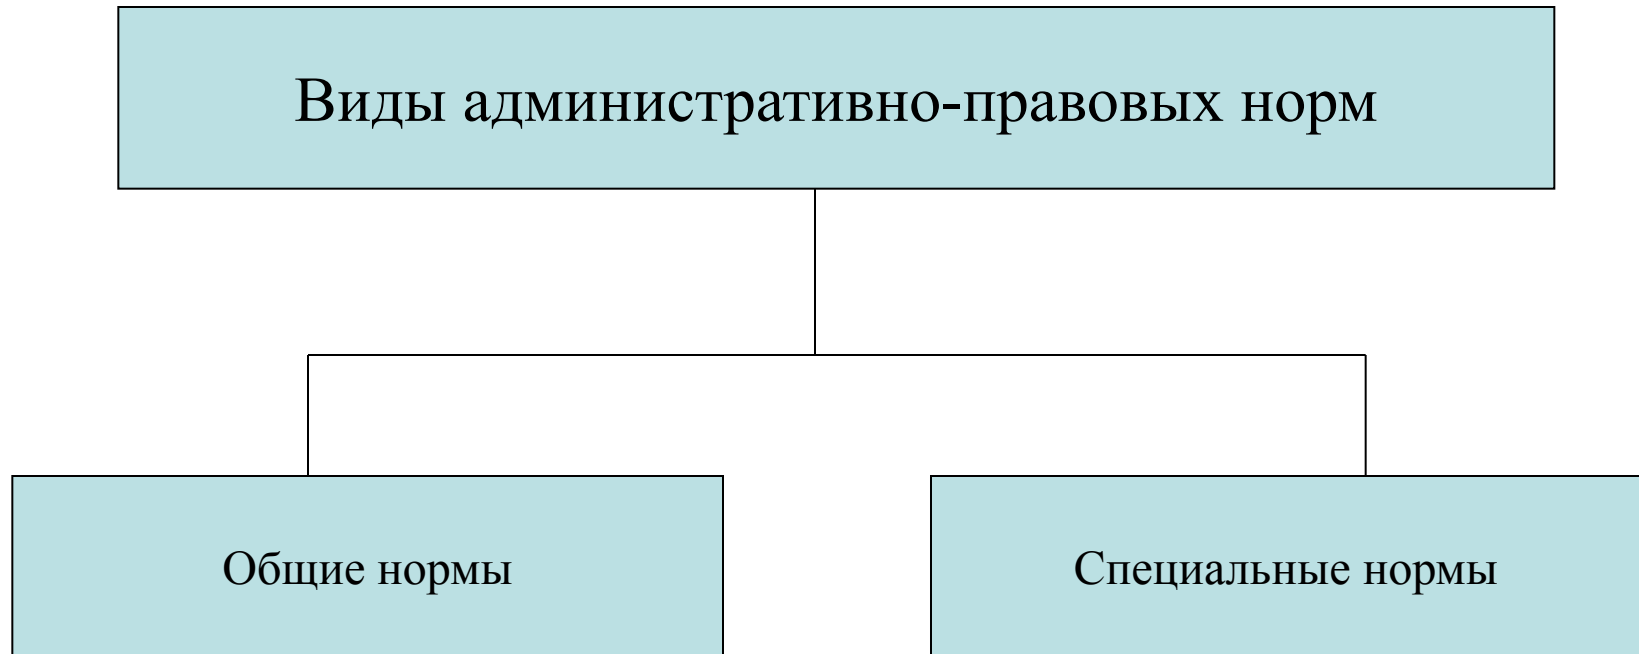 Виды административно-правовых норм
Общие нормы
Специальные нормы